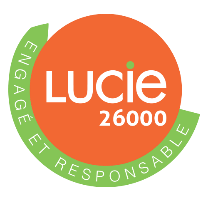 LUCIE
26000
ENGAGÉ ET RESPONSABLE